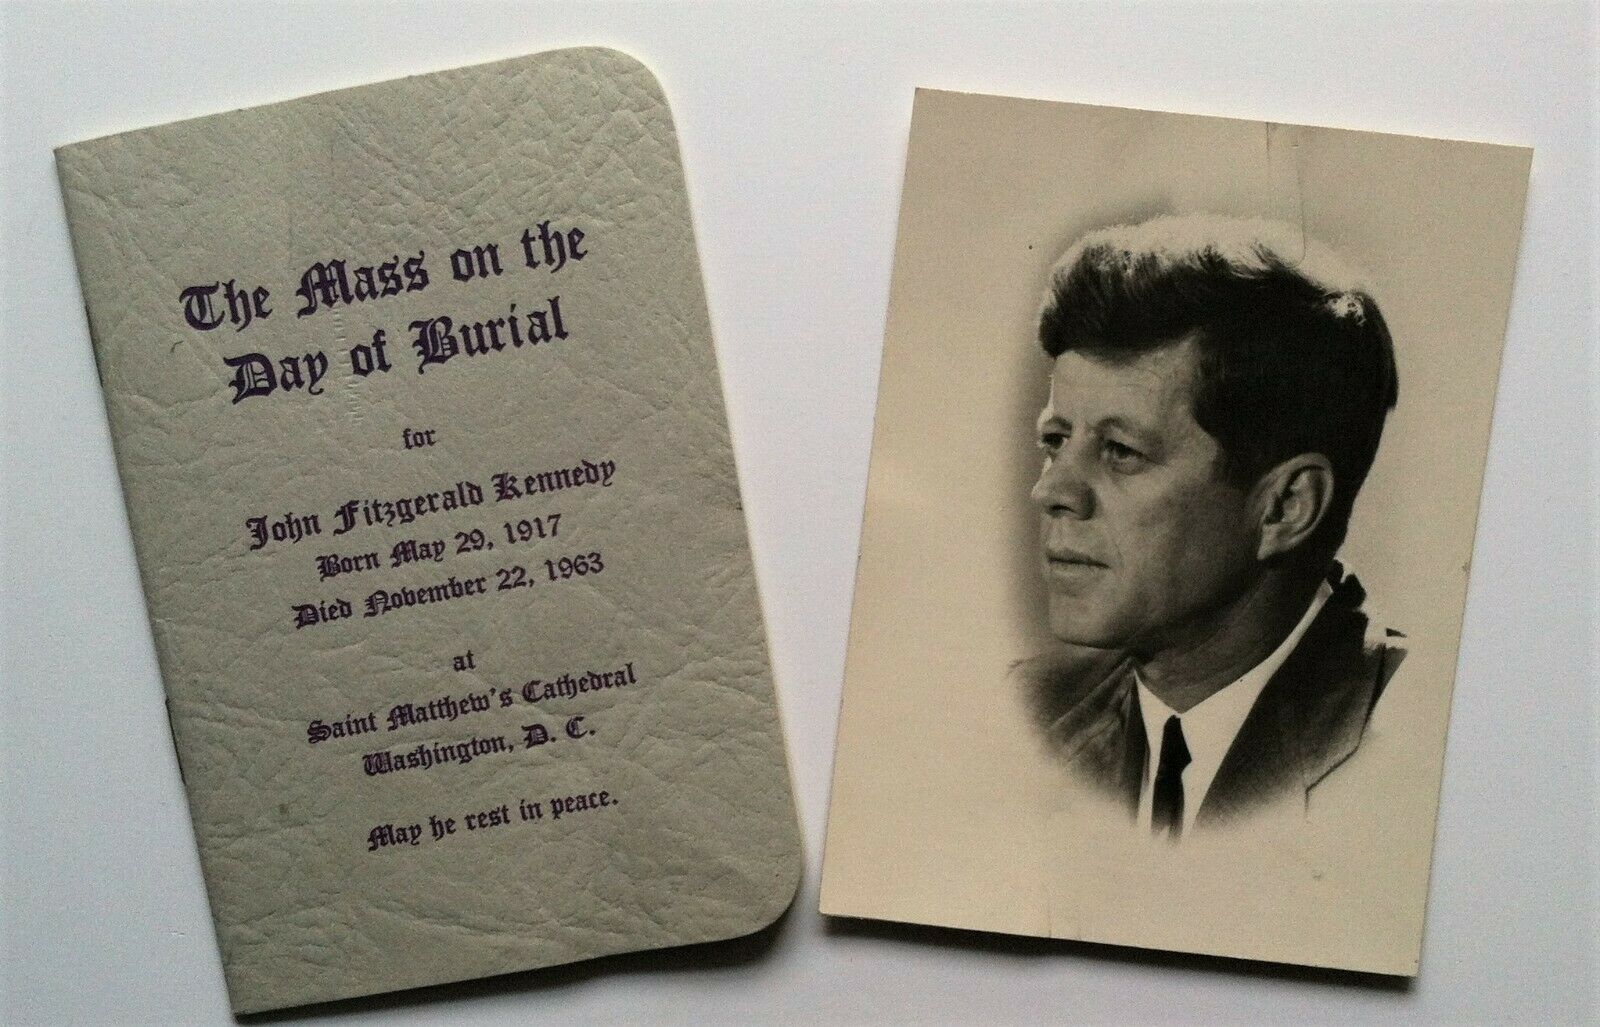 The Mass on the
Day of Burial
for
John Fitzgerald Kennedy
Born May 29, 1917
Died November 22, 1963
at
Saint Matthew's Cathedral
Washington, D. C.
May he rest in peace.